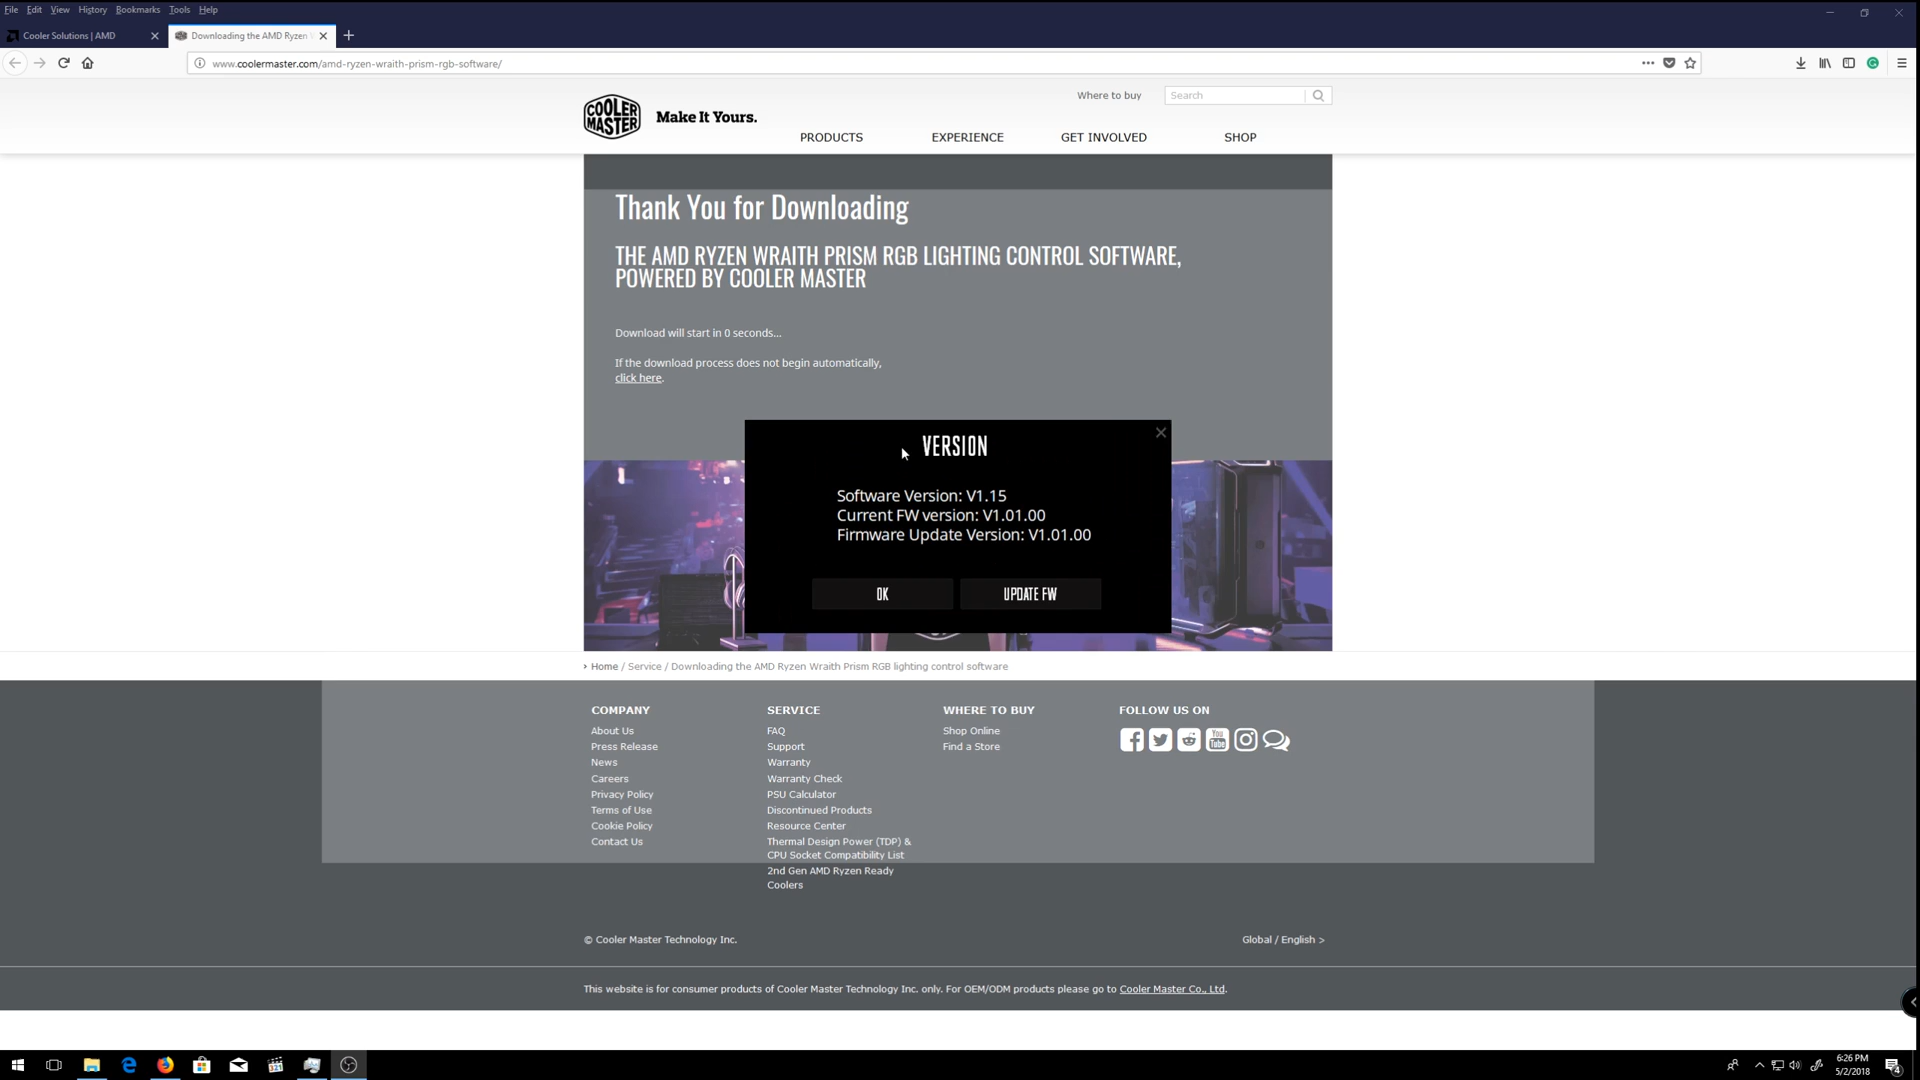 File Edit View History Bookmarks Tools Help
Cooler Solutions | AMD
Downloading the AMD Ryzen
www.coolermaster.com/amd-ryzen-wraith-prism-rgb-software/
COOLER MASTER
Make It Yours.
Where to buy
Search
PRODUCTS EXPERIENCE GET INVOLVED SHOP
Thank You for Downloading
THE AMD RYZEN WRAITH PRISM RGB LIGHTING CONTROL SOFTWARE,
POWERED BY COOLER MASTER
Download will start in 0 seconds...
If the download process does not begin automatically,
click here.
VERSION
Software Version: V1.15
Current FW version: V1.01.00
Firmware Update Version: V1.01.00
OK UPDATE FW
Home / Service / Downloading the AMD Ryzen Wraith Prism RGB lighting control software
COMPANY
About Us
Press Release
News
Careers
Privacy Policy
Terms of Use
Cookie Policy
Contact Us
SERVICE
FAQ
Support
Warranty
Warranty Check
PSU Calculator
Discontinued Products
Resource Center
Thermal Design Power (TDP) &
CPU Socket Compatibility List
2nd Gen AMD Ryzen Ready
Coolers
WHERE TO BUY
Shop Online
Find a Store
FOLLOW US ON
You Tube
© Cooler Master Technology Inc.
Global / English >
This website is for consumer products of Cooler Master Technology Inc. only. For OEM/ODM products please go to Cooler Master Co., Ltd.
321
6:26 PM
5/2/2018
4